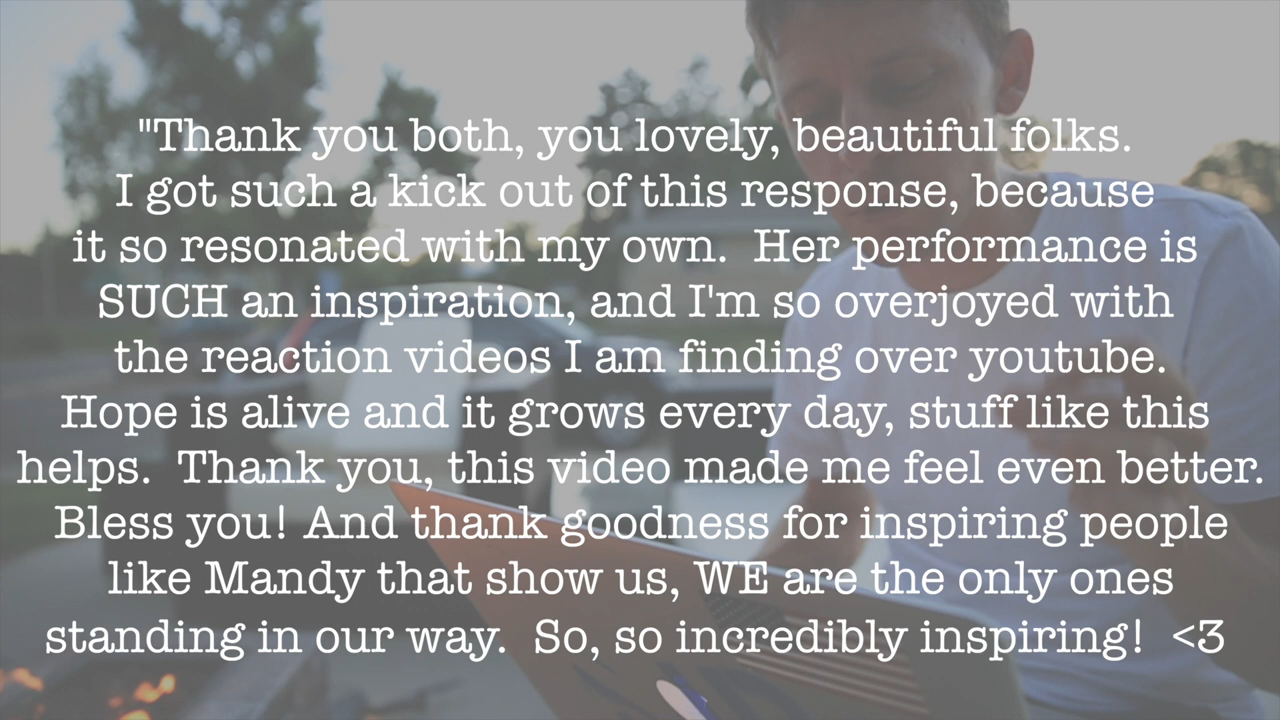 "Thank you both, you lovely, beautiful folks.
I got such a kick out of this response, because
it so resonated with my own.  Her performance is
SUCH an inspiration, and I'm so overjoyed with
the reaction videos I am finding over youtube.
Hope is alive and it grows every day, stuff like this
helps.  Thank you, this video made me feel even better.
Bless you! And thank goodness for inspiring people
like Mandy that show us, WE are the only ones
standing in our way.  So, so incredibly inspiring!  <3